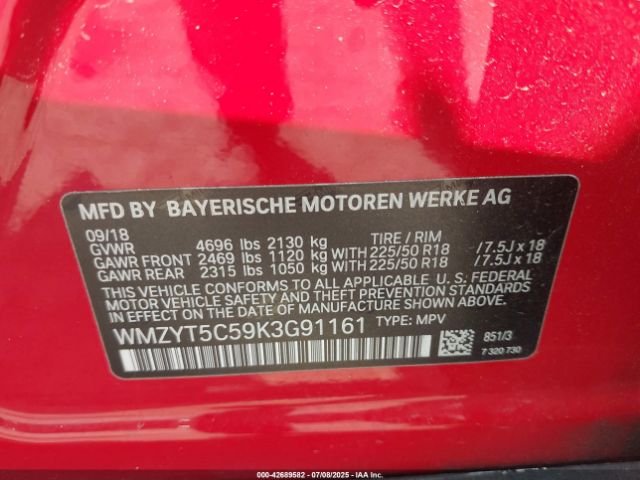 MFD BY BAYERISCHE MOTOREN WERKE AG
09/18 TIRE / RIM
GVWR 4696 lbs 2130 kg
GAWR FRONT 2469 lbs 1120 kg WITH 225/50 R18 /7.5J x 18
GAWR REAR 2315 lbs 1050 kg WITH 225/50 R18 /7.5J x 18
THIS VEHICLE CONFORMS TO ALL APPLICABLE U.S. FEDERAL
MOTOR VEHICLE SAFETY, BUMPER, AND THEFT PREVENTION STANDARDS
IN EFFECT ON THE DATE OF MANUFACTURE SHOWN ABOVE.
WMZYT5C59K3G91161 TYPE: MPV
851/3
7 320 730
000-42689582 - 07/08/2025 - IAA